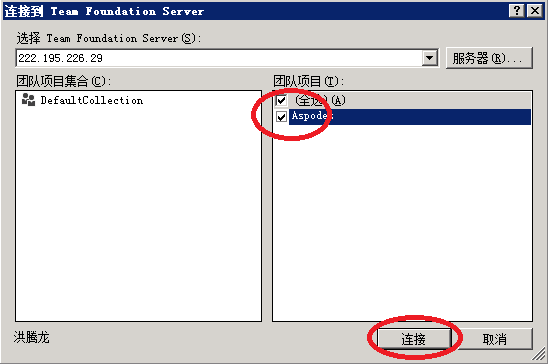 连接到 Team Foundation Server
选择 Team Foundation Server(S):
222.195.226.29
服务器(R)...
团队项目集合(C):
团队项目(T):
DefaultCollection
(全选)(A)
洪腾龙
连接
取消